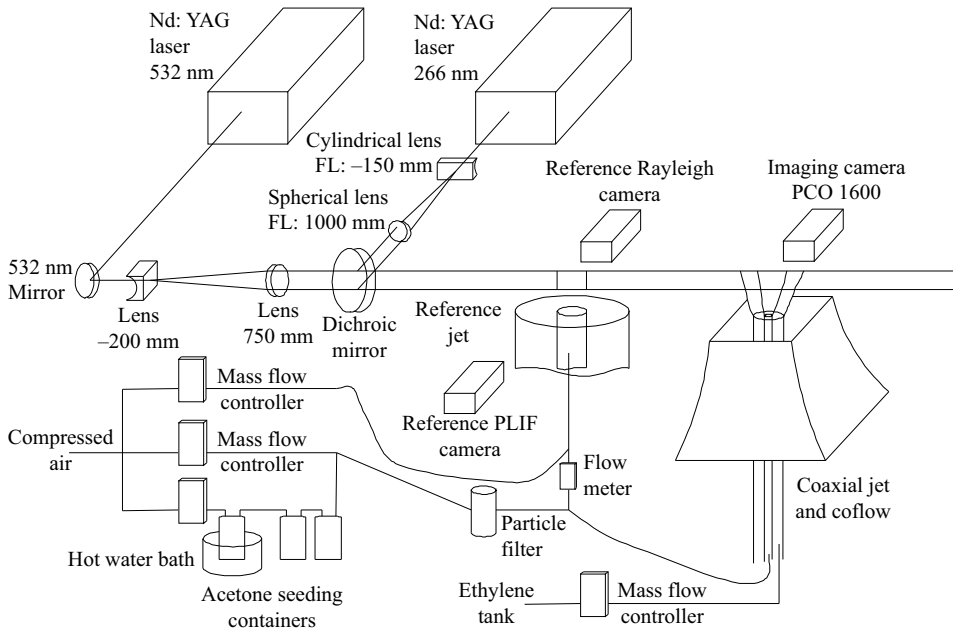 Nd: YAG
laser
532 nm
Nd: YAG
laser
266 nm
Cylindrical lens
FL: –150 mm
Spherical lens
FL: 1000 mm
Reference Rayleigh
camera
Imaging camera
PCO 1600
532 nm
Mirror
Lens
–200 mm
Lens
750 mm
Dichroic
mirror
Reference
jet
Mass flow
controller
Reference PLIF
camera
Compressed
air
Mass flow
controller
Flow
meter
Coaxial jet
and coflow
Particle
filter
Hot water bath
Acetone seeding
containers
Ethylene
tank
Mass flow
controller